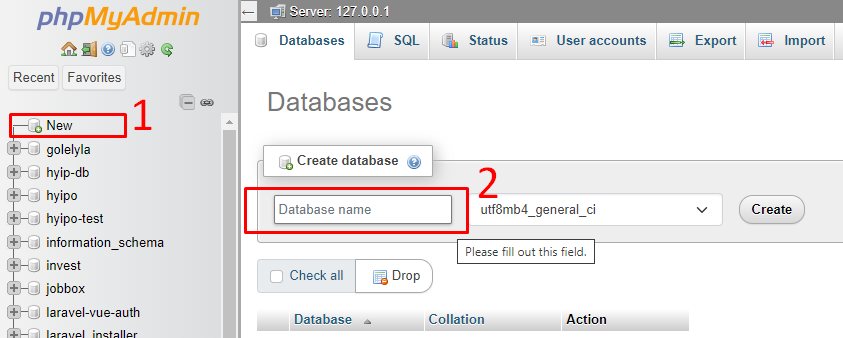 phpMyAdmin
Recent Favorites
New
1
golelyla
hyip-db
hyipo
hyipo-test
information_schema
invest
jobbox
laravel-vue-auth
laravel_installer
Server: 127.0.0.1
Databases SQL Status User accounts Export Import
Databases
Create database
Database name
2
utf8mb4_general_ci
Create
Please fill out this field.
Check all Drop
Database Collation Action